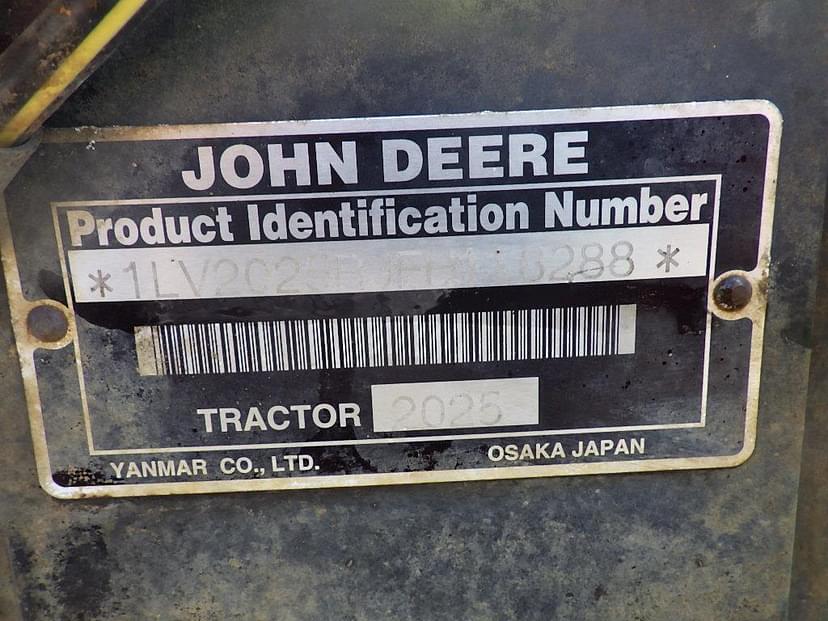 JOHN DEERE
Product Identification Number
TRACTOR 2025
YANMAR CO., LTD.
OSAKA JAPAN